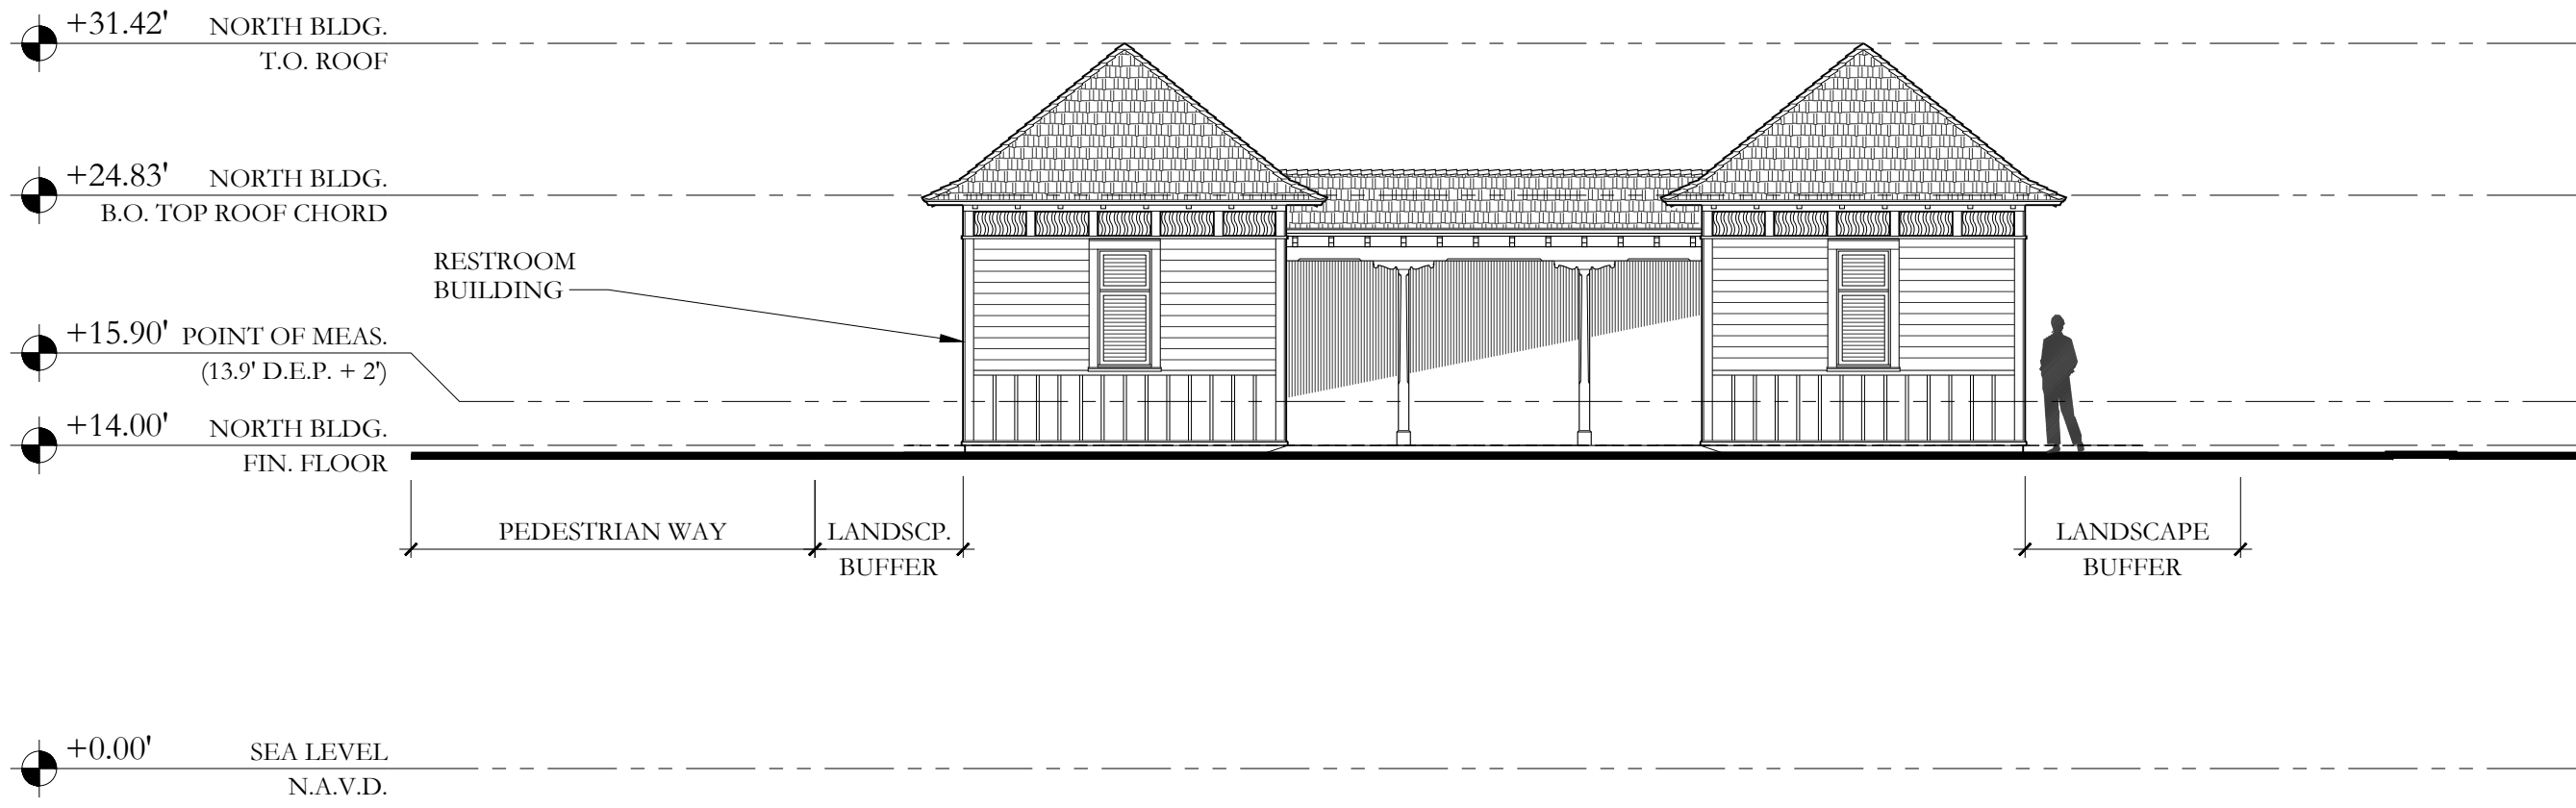 +31.42' NORTH BLDG.
T.O. ROOF
+24.83' NORTH BLDG.
B.O. TOP ROOF CHORD
RESTROOM
BUILDING
+15.90' POINT OF MEAS.
(13.9' D.E.P. + 2')
+14.00' NORTH BLDG.
FIN. FLOOR
PEDESTRIAN WAY
LANDSCP.
BUFFER
LANDSCAPE
BUFFER
+0.00' SEA LEVEL
N.A.V.D.